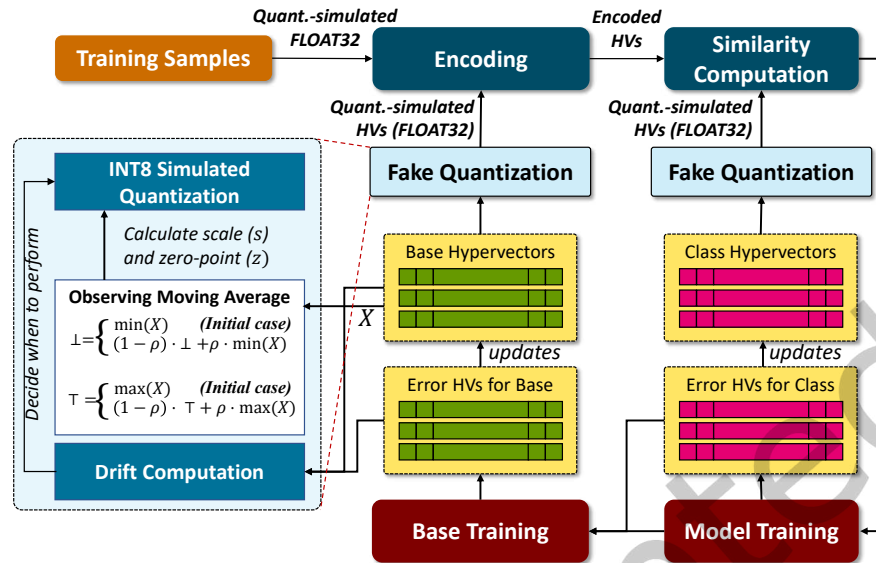 Quant.-simulated
FLOAT32
Encoded
HVs
Training Samples
Encoding
Similarity
Computation
Quant.-simulated
HVs (FLOAT32)
Quant.-simulated
HVs (FLOAT32)
INT8 Simulated
Quantization
Fake Quantization
Fake Quantization
Decide when to perform
Calculate scale (s)
and zero-point (z)
Base Hypervectors
Class Hypervectors
Observing Moving Average
⊥={ min(X) (Initial case)
(1 − ρ) · ⊥ +ρ · min(X)
⊤ ={ max(X) (Initial case)
(1 − ρ) · ⊤ + ρ · max(X)
X
updates
updates
Error HVs for Base
Error HVs for Class
Drift Computation
Base Training
Model Training